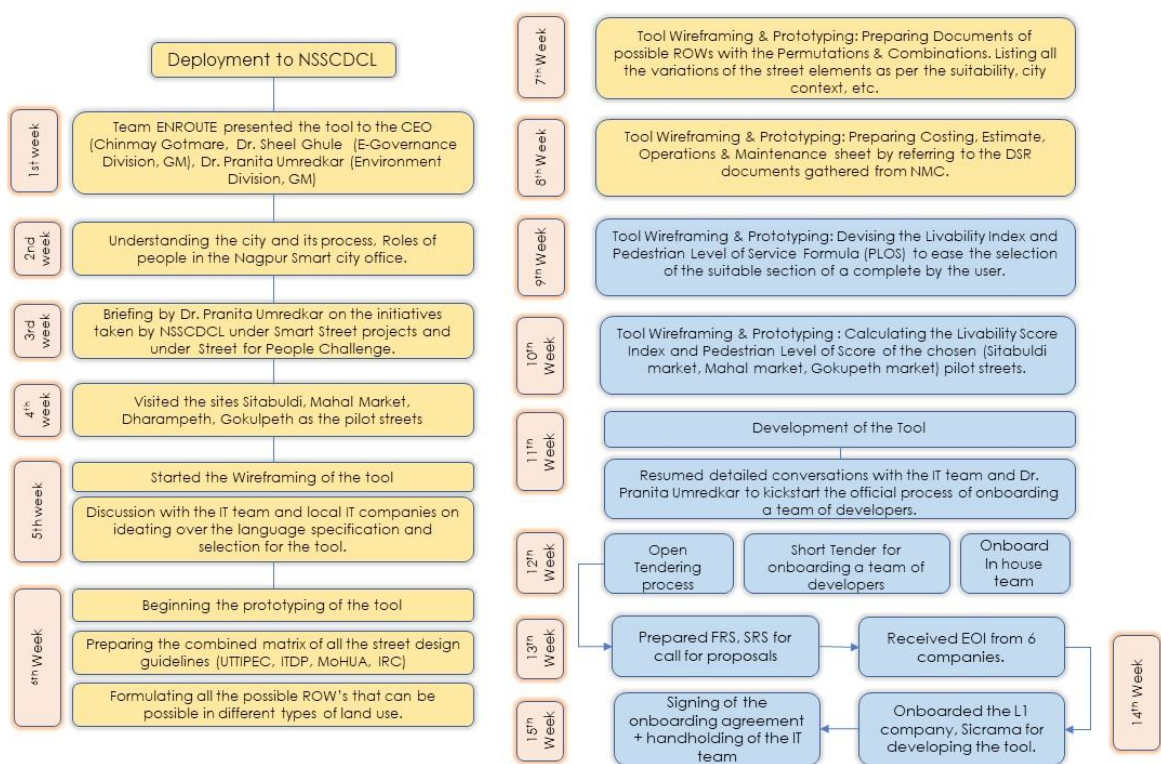 Deployment to NSSCDCL
1st week
Team ENROUTE presented the tool to the CEO
(Chinmay Gotmare, Dr. Sheel Ghule (E-Governance
Division, GM), Dr. Pranita Umredkar (Environment
Division, GM)
2nd
week
Understanding the city and its process, Roles of
people in the Nagpur Smart city office.
3rd
week
Briefing by Dr. Pranita Umredkar on the initiatives
taken by NSSCDCL under Smart Street projects and
under Street for People Challenge.
4th
week
Visited the sites Sitabuldi, Mahal Market,
Dharampeth, Gokulpeth as the pilot streets
5th week
Started the Wireframing of the tool
Discussion with the IT team and local IT companies on
ideating over the language specification and
selection for the tool.
6th Week
Beginning the prototyping of the tool
Preparing the combined matrix of all the street design
guidelines (UTTIPEC, ITDP, MoHUA, IRC)
Formulating all the possible ROW's that can be
possible in different types of land use.
7th Week
Tool Wireframing & Prototyping: Preparing Documents of
possible ROWs with the Permutations & Combinations. Listing
all the variations of the street elements as per the suitability, city
context, etc.
8th Week
Tool Wireframing & Prototyping: Preparing Costing, Estimate,
Operations & Maintenance sheet by referring to the DSR
documents gathered from NMC.
9th Week
Tool Wireframing & Prototyping: Devising the Livability Index and
Pedestrian Level of Service Formula (PLOS) to ease the selection
of the suitable section of a complete by the user.
10th
Week
Tool Wireframing & Prototyping : Calculating the Livability Score
Index and Pedestrian Level of Score of the chosen (Sitabuldi
market, Mahal market, Gokupeth market) pilot streets.
11th
Week
Development of the Tool
Resumed detailed conversations with the IT team and Dr.
Pranita Umredkar to kickstart the official process of onboarding
a team of developers.
12th
Week
Open
Tendering
process
Short Tender for
onboarding a team of
developers
Onboard
In house
team
13th
Week
Prepared FRS, SRS for
call for proposals
Received EOI from 6
companies.
14th Week
Onboarded the L1
company, Sicrama for
developing the tool.
15th
Week
Signing of the
onboarding agreement
+ handholding of the IT
team